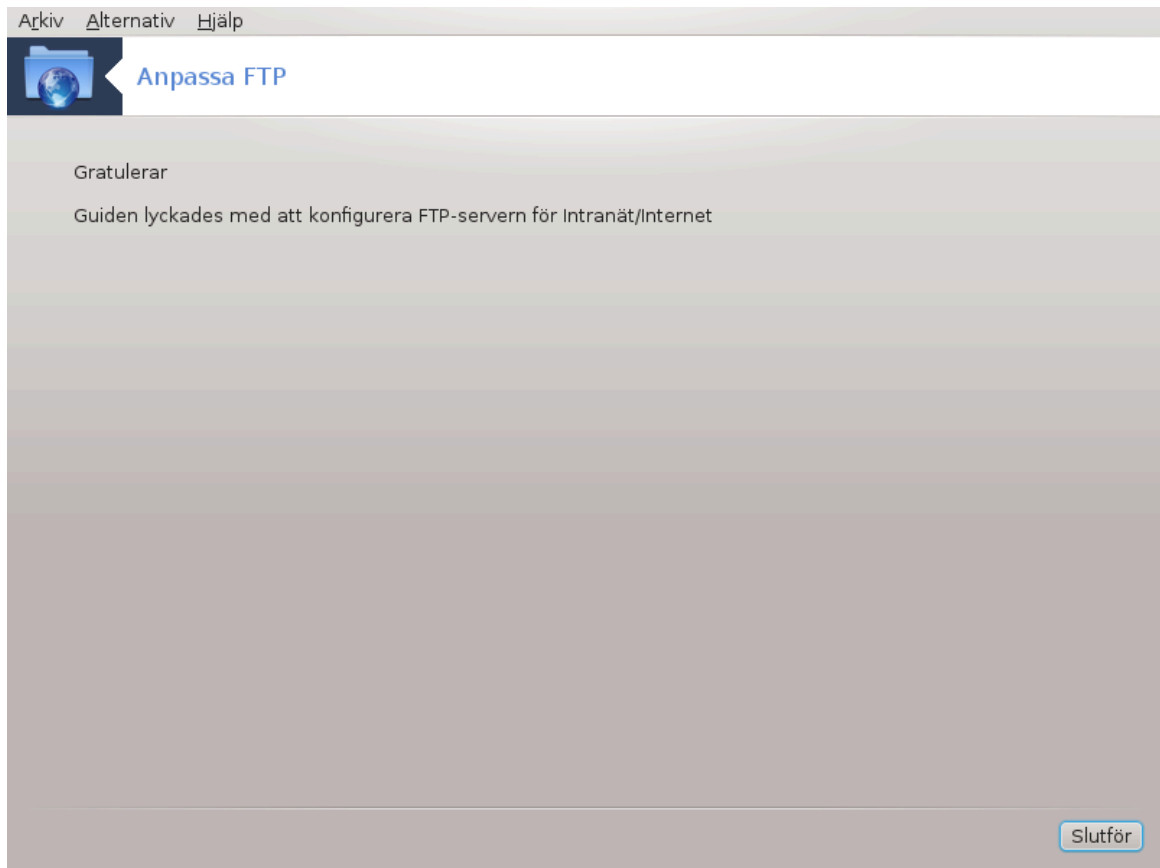 Arkiv Alternativ Hjälp
Anpassa FTP
Gratulerar
Guiden lyckades med att konfigurera FTP-servern för Intranät/Internet
Slutför